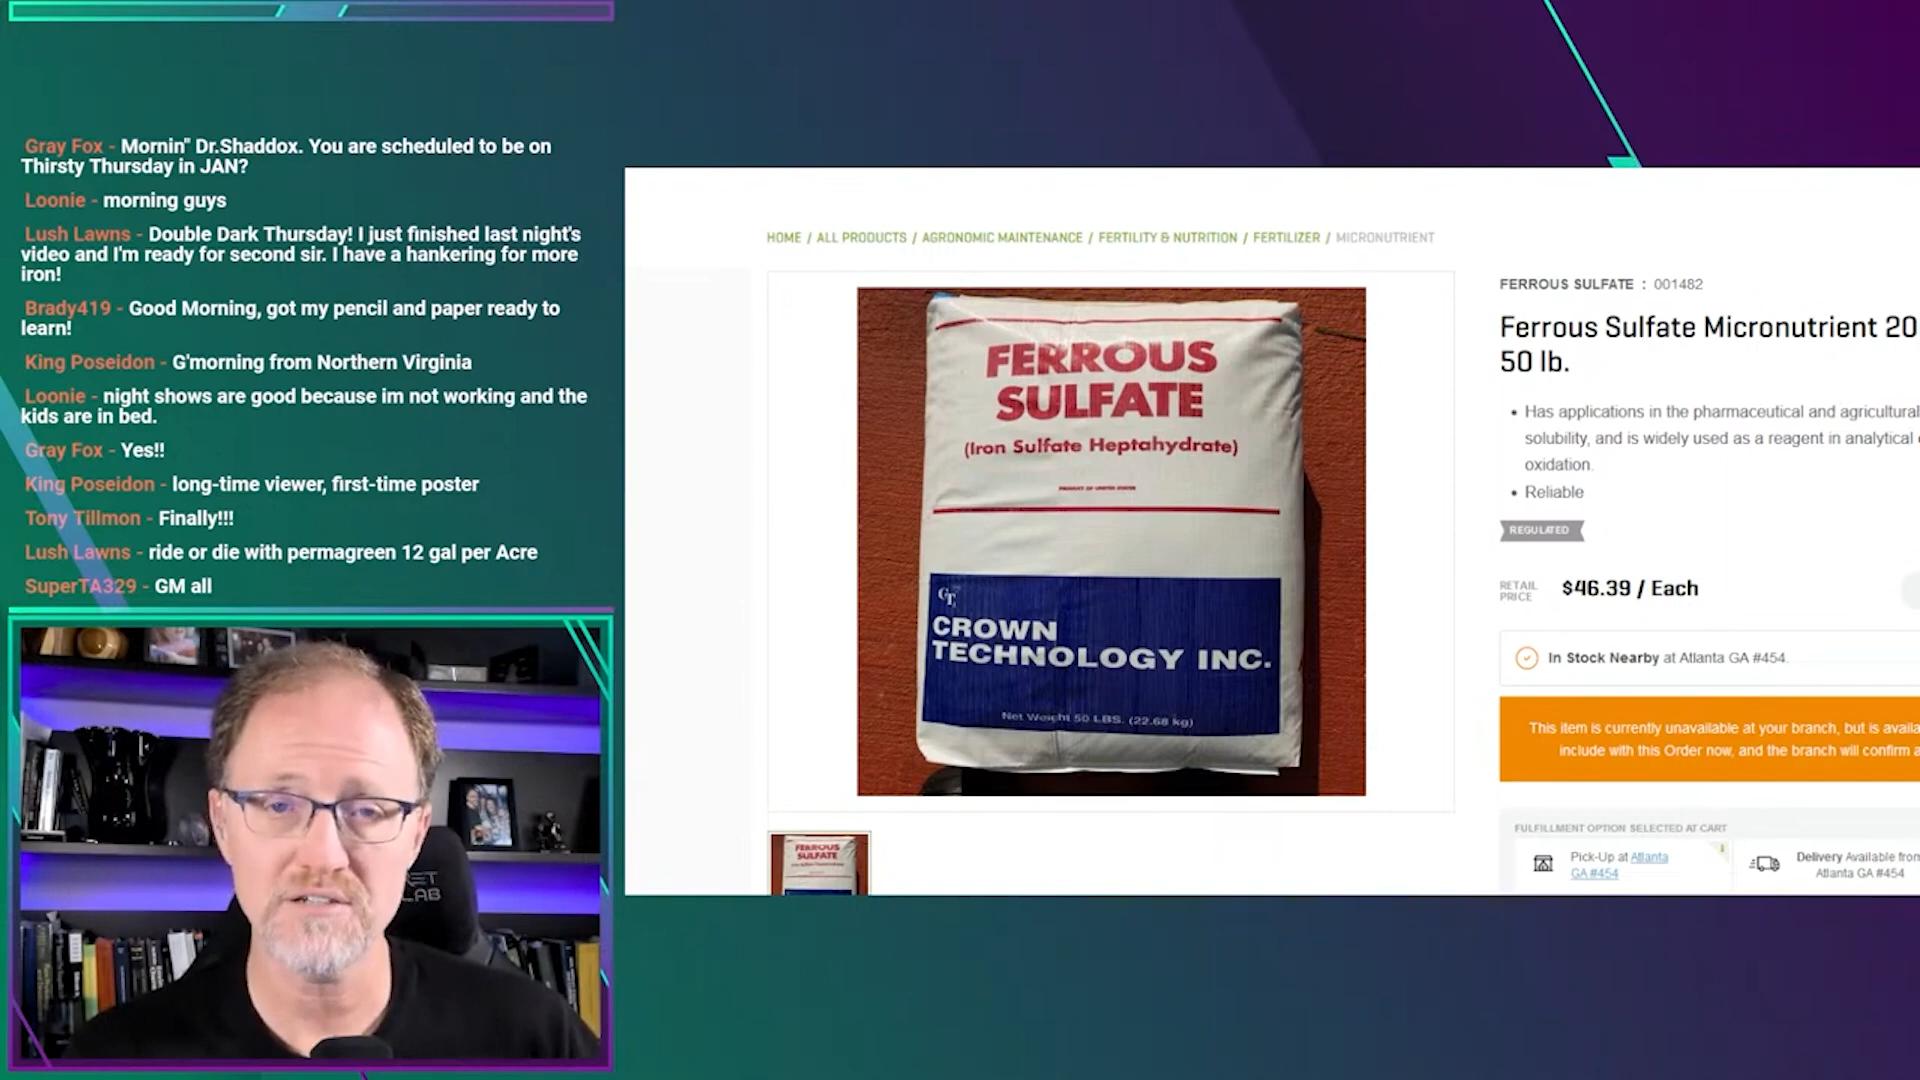 Gray Fox - Mornin" Dr.Shaddox. You are scheduled to be on
Thirsty Thursday in JAN?
Loonie - morning guys
Lush Lawns - Double Dark Thursday! I just finished last night's
video and I'm ready for second sir. I have a hankering for more
iron!
Brady419 - Good Morning, got my pencil and paper ready to
learn!
King Poseidon - G'morning from Northern Virginia
Loonie - night shows are good because im not working and the
kids are in bed.
Gray Fox - Yes!!
King Poseidon - long-time viewer, first-time poster
Tony Tillmon - Finally!!!
Lush Lawns - ride or die with permagreen 12 gal per Acre
SuperTA329 - GM all
HOME / ALL PRODUCTS / AGRONOMIC MAINTENANCE / FERTILITY & NUTRITION / FERTILIZER / MICRONUTRIENT
FERROUS
SULFATE
(Iron Sulfate Heptahydrate)
PRODUCT OF UNITED STATES
CROWN
TECHNOLOGY INC.
Net Weight 50 LBS. (22.68 kg)
FERROUS
SULFATE
FERROUS SULFATE : 001482
Ferrous Sulfate Micronutrient 20
50 lb.
• Has applications in the pharmaceutical and agricultural
solubility, and is widely used as a reagent in analytical
oxidation.
• Reliable
REGULATED
RETAIL
PRICE
$46.39 / Each
In Stock Nearby at Atlanta GA #454.
This item is currently unavailable at your branch, but is availa
include with this Order now, and the branch will confirm a
FULFILLMENT OPTION SELECTED AT CART
Pick-Up at Atlanta
GA #454
Delivery Available from
Atlanta GA #454